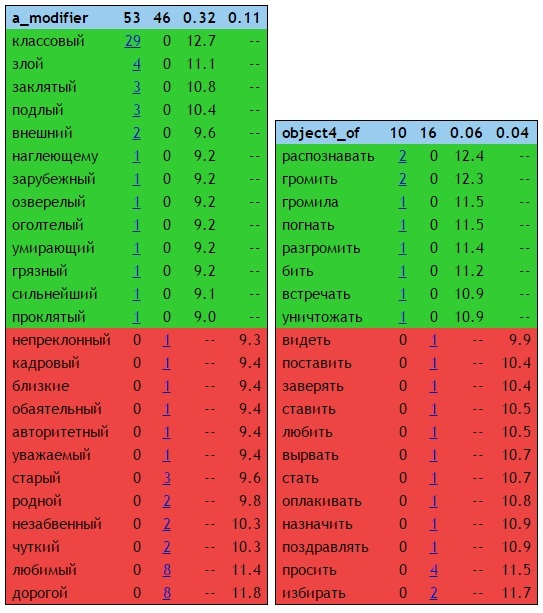 a_modifier 53 46 0.32 0.11
классовый 29 0 12.7 --
злой 4 0 11.1 --
заклятый 3 0 10.8 --
подлый 3 0 10.4 --
внешний 2 0 9.6 --
наглеющему 1 0 9.2 --
зарубежный 1 0 9.2 --
озверелый 1 0 9.2 --
оголтелый 1 0 9.2 --
умирающий 1 0 9.2 --
грязный 1 0 9.2 --
сильнейший 1 0 9.1 --
проклятый 1 0 9.0 --
непреклонный 0 1 -- 9.3
кадровый 0 1 -- 9.4
близкие 0 1 -- 9.4
обаятельный 0 1 -- 9.4
авторитетный 0 1 -- 9.4
уважаемый 0 1 -- 9.4
старый 0 3 -- 9.6
родной 0 2 -- 9.8
незабвенный 0 2 -- 10.3
чуткий 0 2 -- 10.3
любимый 0 8 -- 11.4
дорогой 0 8 -- 11.8
object4_of 10 16 0.06 0.04
распознавать 2 0 12.4 --
громить 2 0 12.3 --
громила 1 0 11.5 --
погнать 1 0 11.5 --
разгромить 1 0 11.4 --
бить 1 0 11.2 --
встречать 1 0 10.9 --
уничтожать 1 0 10.9 --
видеть 0 1 -- 9.9
поставить 0 1 -- 10.4
заверять 0 1 -- 10.4
ставить 0 1 -- 10.5
любить 0 1 -- 10.5
вырвать 0 1 -- 10.7
стать 0 1 -- 10.7
оплакивать 0 1 -- 10.8
назначить 0 1 -- 10.9
поздравлять 0 1 -- 10.9
просить 0 4 -- 11.5
избирать 0 2 -- 11.7